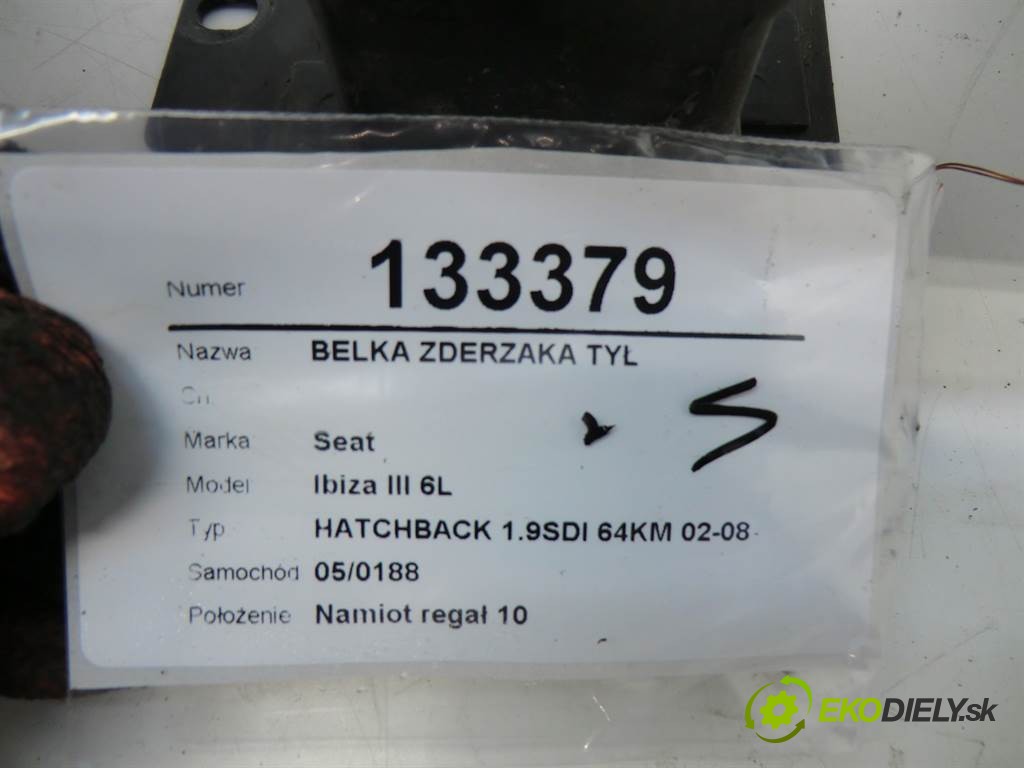 Numer 133379
Nazwa BELKA ZDERZAKA TYŁ
Marka Seat
Model Ibiza III 6L
Typ HATCHBACK 1.9SDI 64KM 02-08
Samochód 05/0188
Położenie Namiot regał 10
S
EKODIELY.sk